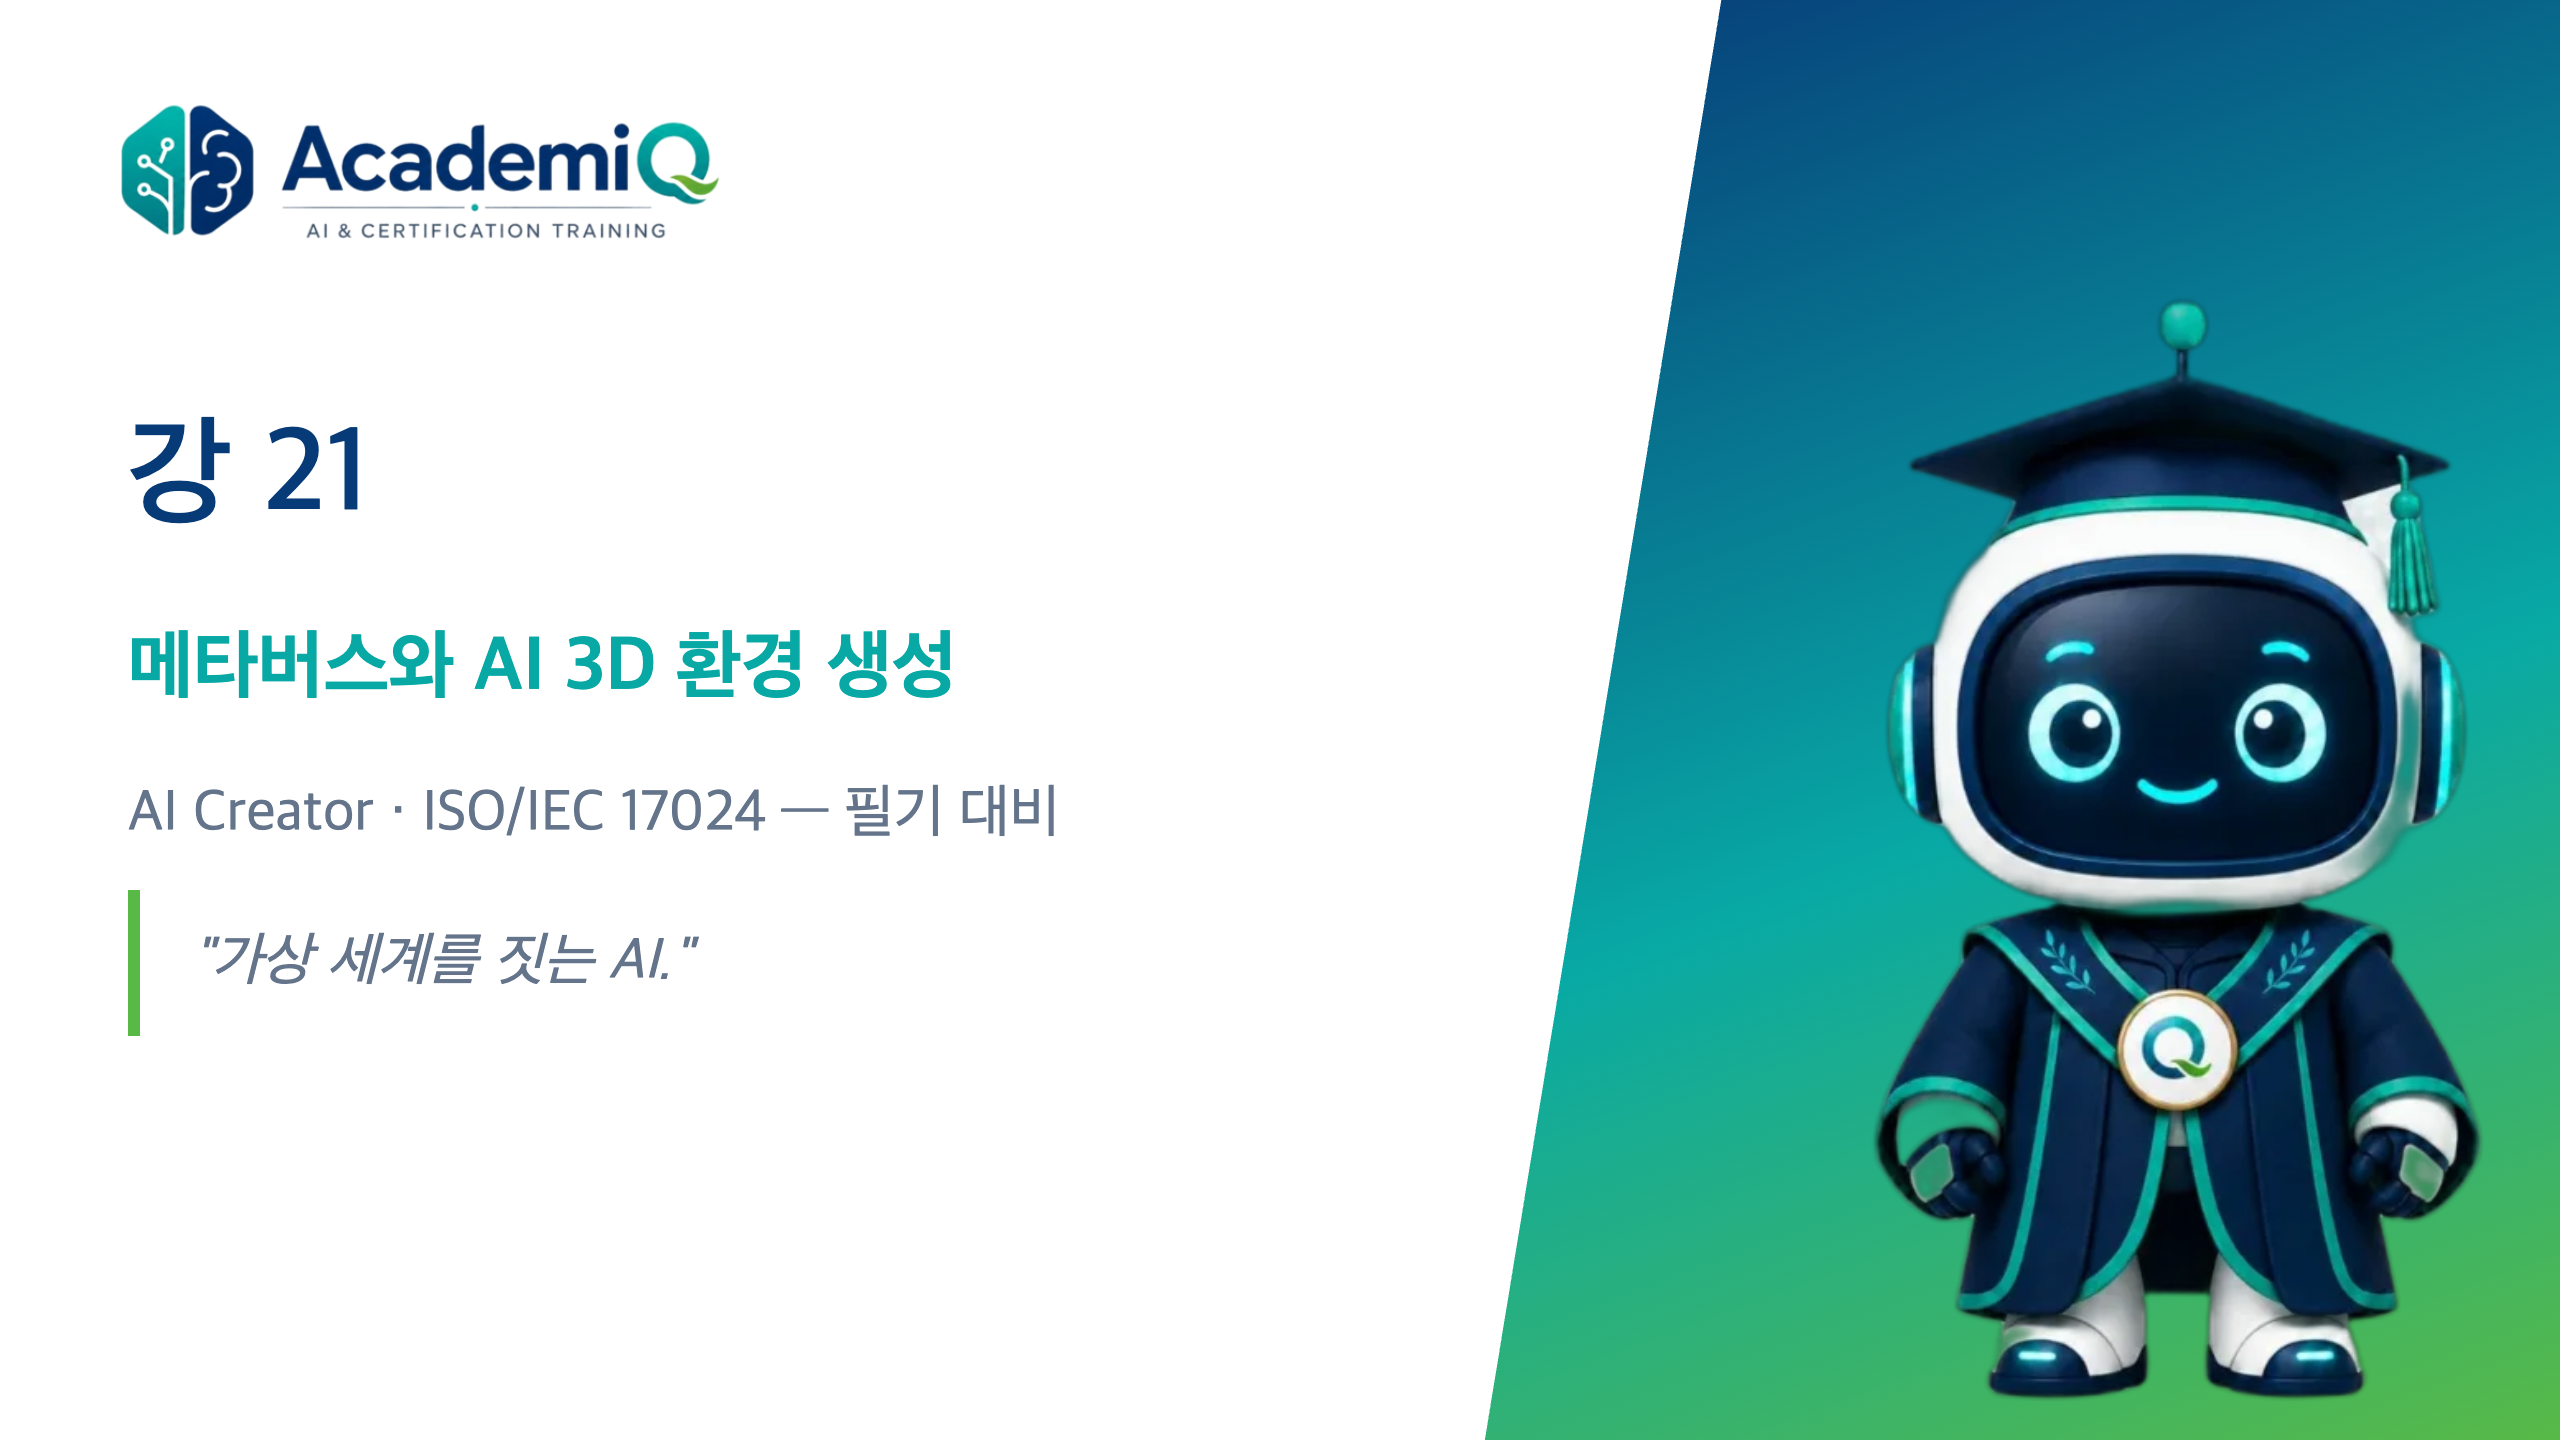 AcademiQ
AI & CERTIFICATION TRAINING
강 21
메타버스와 AI 3D 환경 생성
AI Creator · ISO/IEC 17024 — 필기 대비
"가상 세계를 짓는 AI."
Q